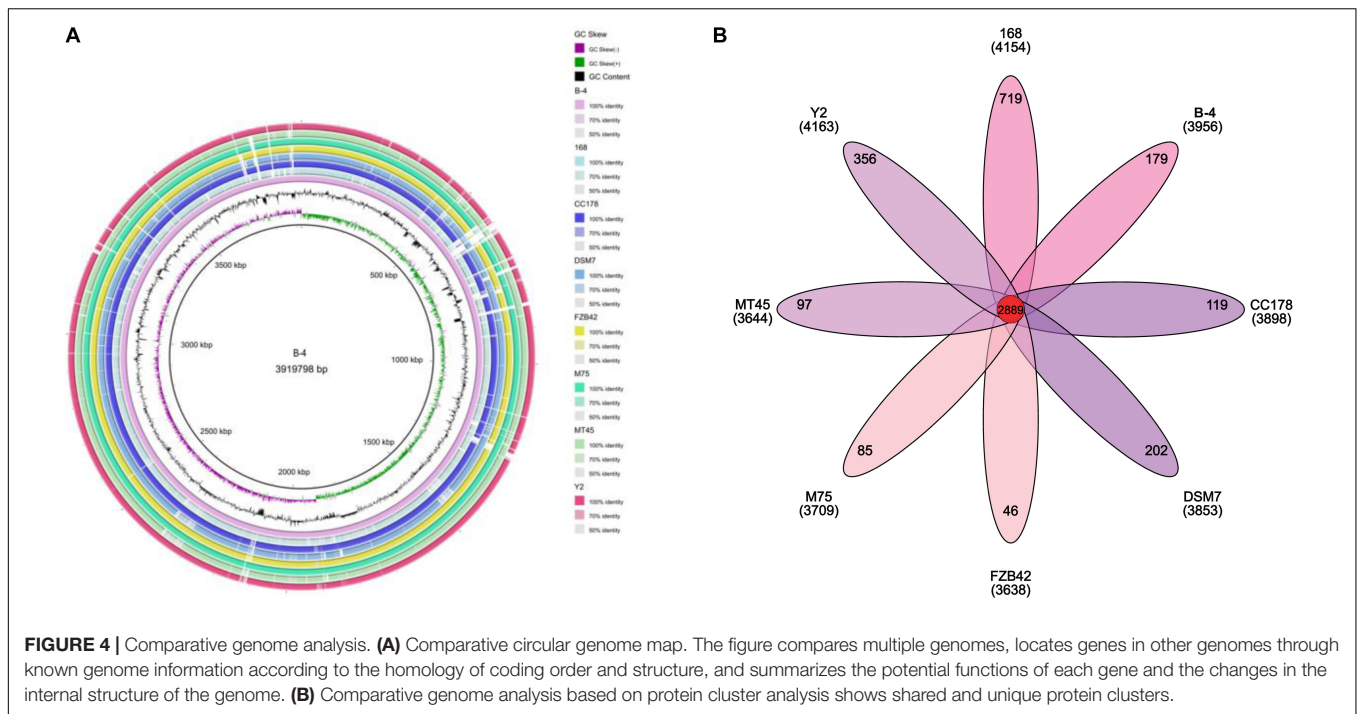 A
GC Skew
GC Skew(-)
GC Skew(+)
GC Content
B-4
100% identity
70% identity
50% identity
168
100% identity
70% identity
50% identity
CC178
100% identity
70% identity
50% identity
DSM7
100% identity
70% identity
50% identity
FZB42
100% identity
70% identity
50% identity
M75
100% identity
70% identity
50% identity
MT45
100% identity
70% identity
50% identity
Y2
100% identity
70% identity
50% identity
500 kbp
1000 kbp
1500 kbp
2000 kbp
2500 kbp
3000 kbp
3500 kbp
B-4
3919798 bp
B
168
(4154)
719
B-4
(3956)
179
CC178
(3898)
119
DSM7
(3853)
202
FZB42
(3638)
46
M75
(3709)
85
MT45
(3644)
97
Y2
(4163)
356
2889
FIGURE 4 | Comparative genome analysis. (A) Comparative circular genome map. The figure compares multiple genomes, locates genes in other genomes through
known genome information according to the homology of coding order and structure, and summarizes the potential functions of each gene and the changes in the
internal structure of the genome. (B) Comparative genome analysis based on protein cluster analysis shows shared and unique protein clusters.